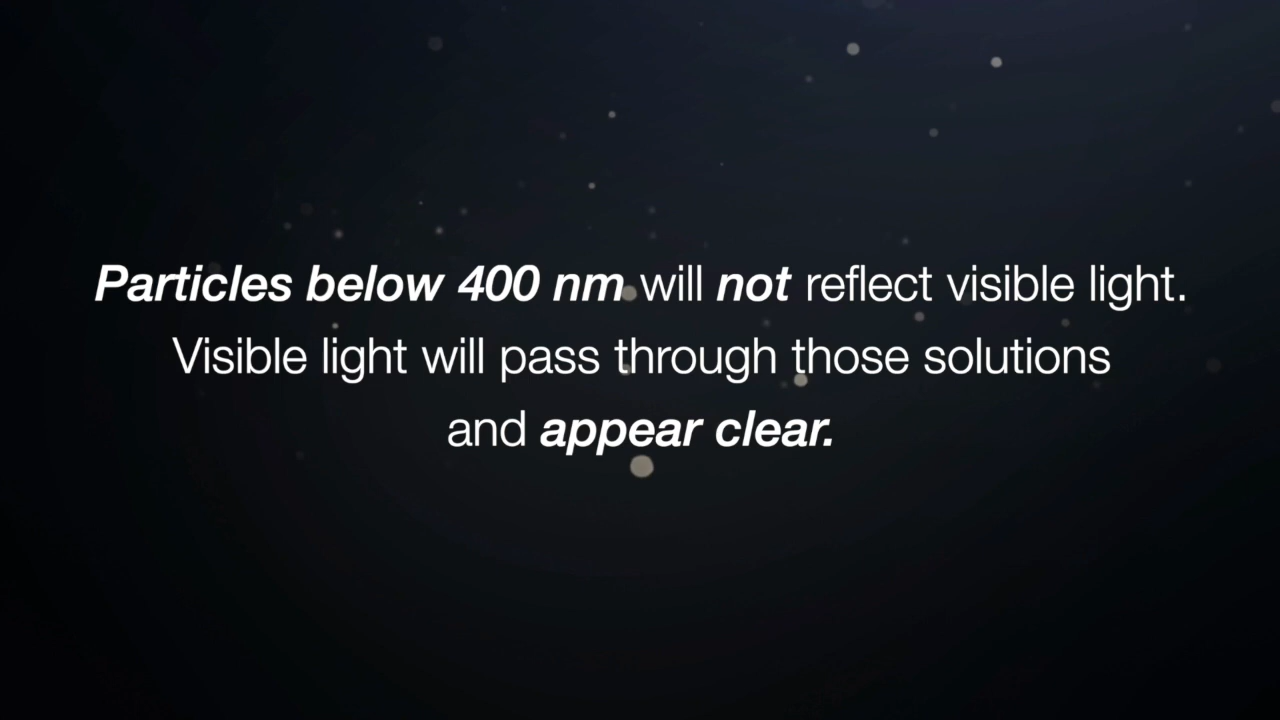 Particles below 400 nm will not reflect visible light.
Visible light will pass through those solutions
and appear clear.